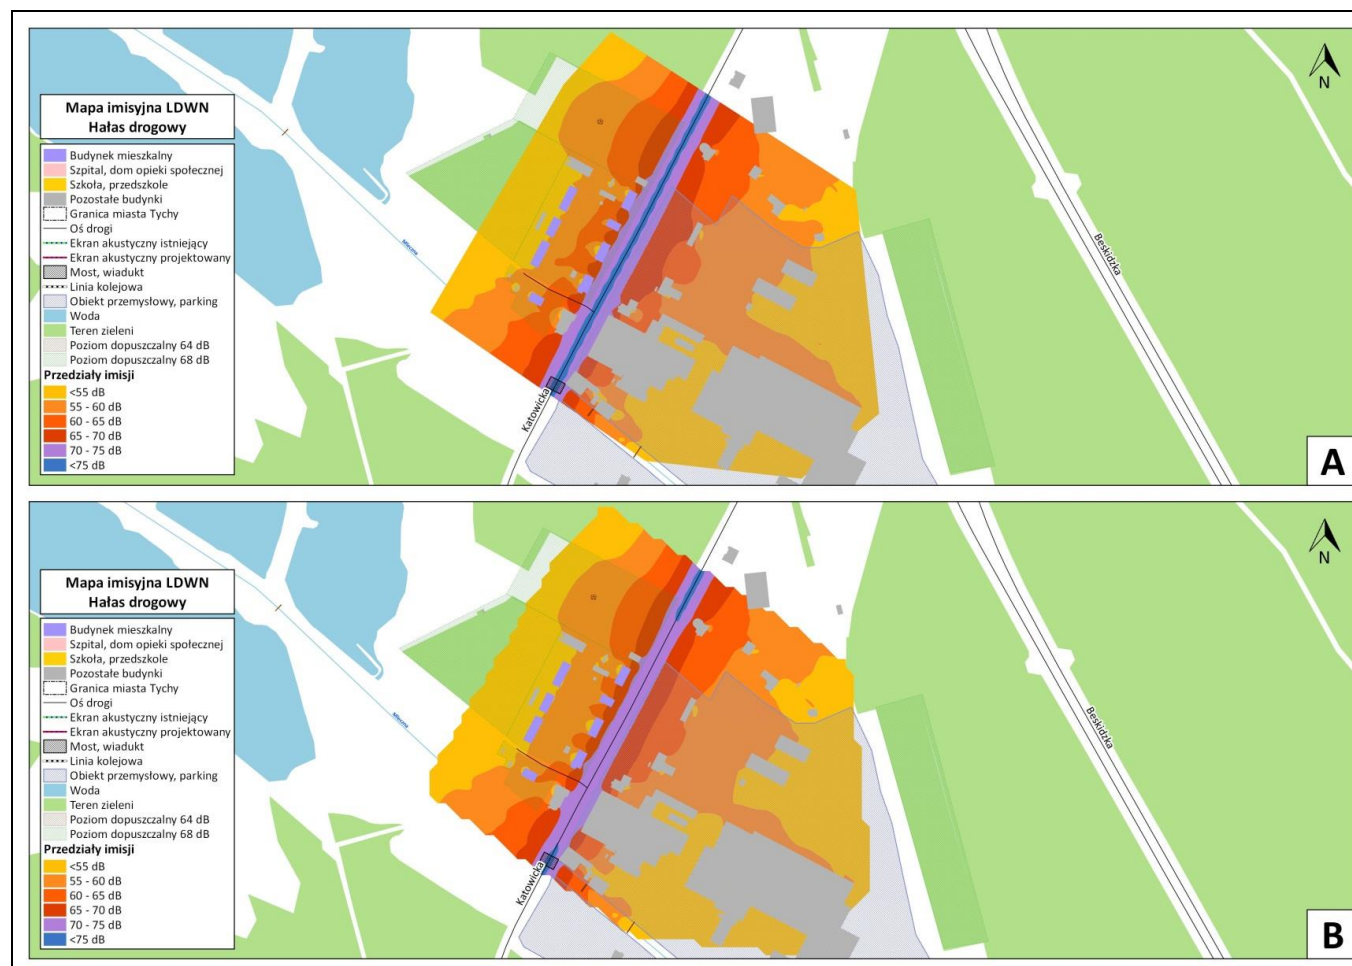 Mapa imisyjna LDWN
Hałas drogowy
Budynek mieszkalny
Szpital, dom opieki społecznej
Szkoła, przedszkole
Pozostałe budynki
Granica miasta Tychy
Oś drogi
Ekran akustyczny istniejący
Ekran akustyczny projektowany
Most, wiadukt
Linia kolejowa
Obiekt przemysłowy, parking
Woda
Teren zieleni
Poziom dopuszczalny 64 dB
Poziom dopuszczalny 68 dB
Przedziały imisji
<55 dB
55 - 60 dB
60 - 65 dB
65 - 70 dB
70 - 75 dB
<75 dB
Mleczna
Katowicka
Beskidzka
N
A
Mapa imisyjna LDWN
Hałas drogowy
Budynek mieszkalny
Szpital, dom opieki społecznej
Szkoła, przedszkole
Pozostałe budynki
Granica miasta Tychy
Oś drogi
Ekran akustyczny istniejący
Ekran akustyczny projektowany
Most, wiadukt
Linia kolejowa
Obiekt przemysłowy, parking
Woda
Teren zieleni
Poziom dopuszczalny 64 dB
Poziom dopuszczalny 68 dB
Przedziały imisji
<55 dB
55 - 60 dB
60 - 65 dB
65 - 70 dB
70 - 75 dB
<75 dB
Mleczna
Katowicka
Beskidzka
N
B